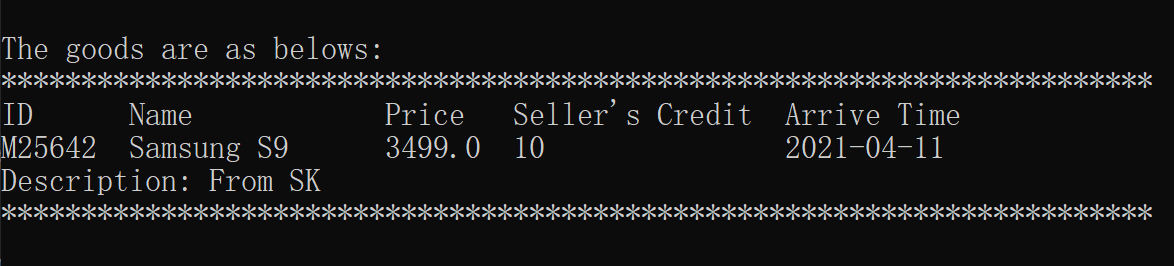 The goods are as belows:
************************************************************************
ID      Name            Price   Seller's Credit  Arrive Time
M25642  Samsung S9      3499.0  10               2021-04-11
Description: From SK
************************************************************************